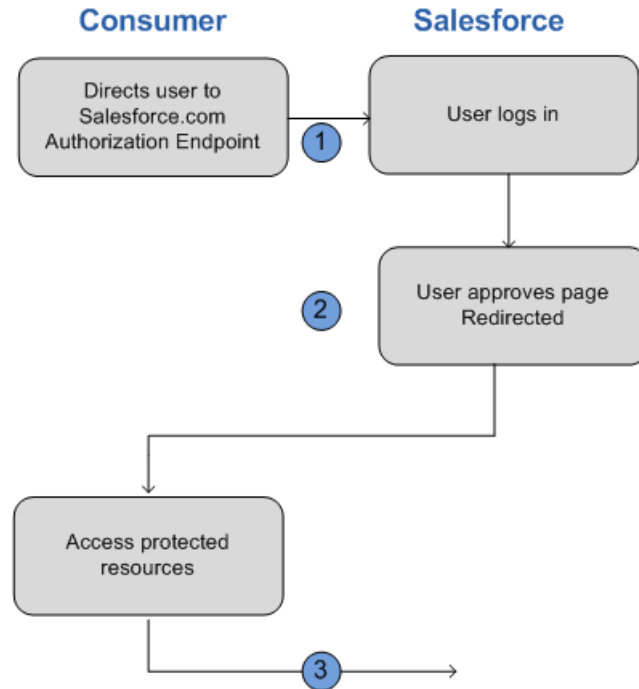 Consumer
Salesforce
Directs user to
Salesforce.com
Authorization Endpoint
1
User logs in
2
User approves page
Redirected
Access protected
resources
3